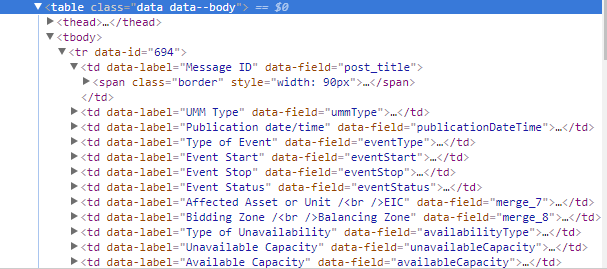 ▼<table class="data data--body"> == $0
▶<thead>…</thead>
▼<tbody>
▼<tr data-id="694">
▼<td data-label="Message ID" data-field="post_title">
▶<span class="border" style="width: 90px">…</span>
</td>
▶<td data-label="UMM Type" data-field="ummType">…</td>
▶<td data-label="Publication date/time" data-field="publicationDateTime">…</td>
▶<td data-label="Type of Event" data-field="eventType">…</td>
▶<td data-label="Event Start" data-field="eventStart">…</td>
▶<td data-label="Event Stop" data-field="eventStop">…</td>
▶<td data-label="Event Status" data-field="eventStatus">…</td>
▶<td data-label="Affected Asset or Unit /<br />EIC" data-field="merge_7">…</td>
▶<td data-label="Bidding Zone /<br />Balancing Zone" data-field="merge_8">…</td>
▶<td data-label="Type of Unavailability" data-field="availabilityType">…</td>
▶<td data-label="Unavailable Capacity" data-field="unavailableCapacity">…</td>
▶<td data-label="Available Capacity" data-field="availableCapacity">…</td>